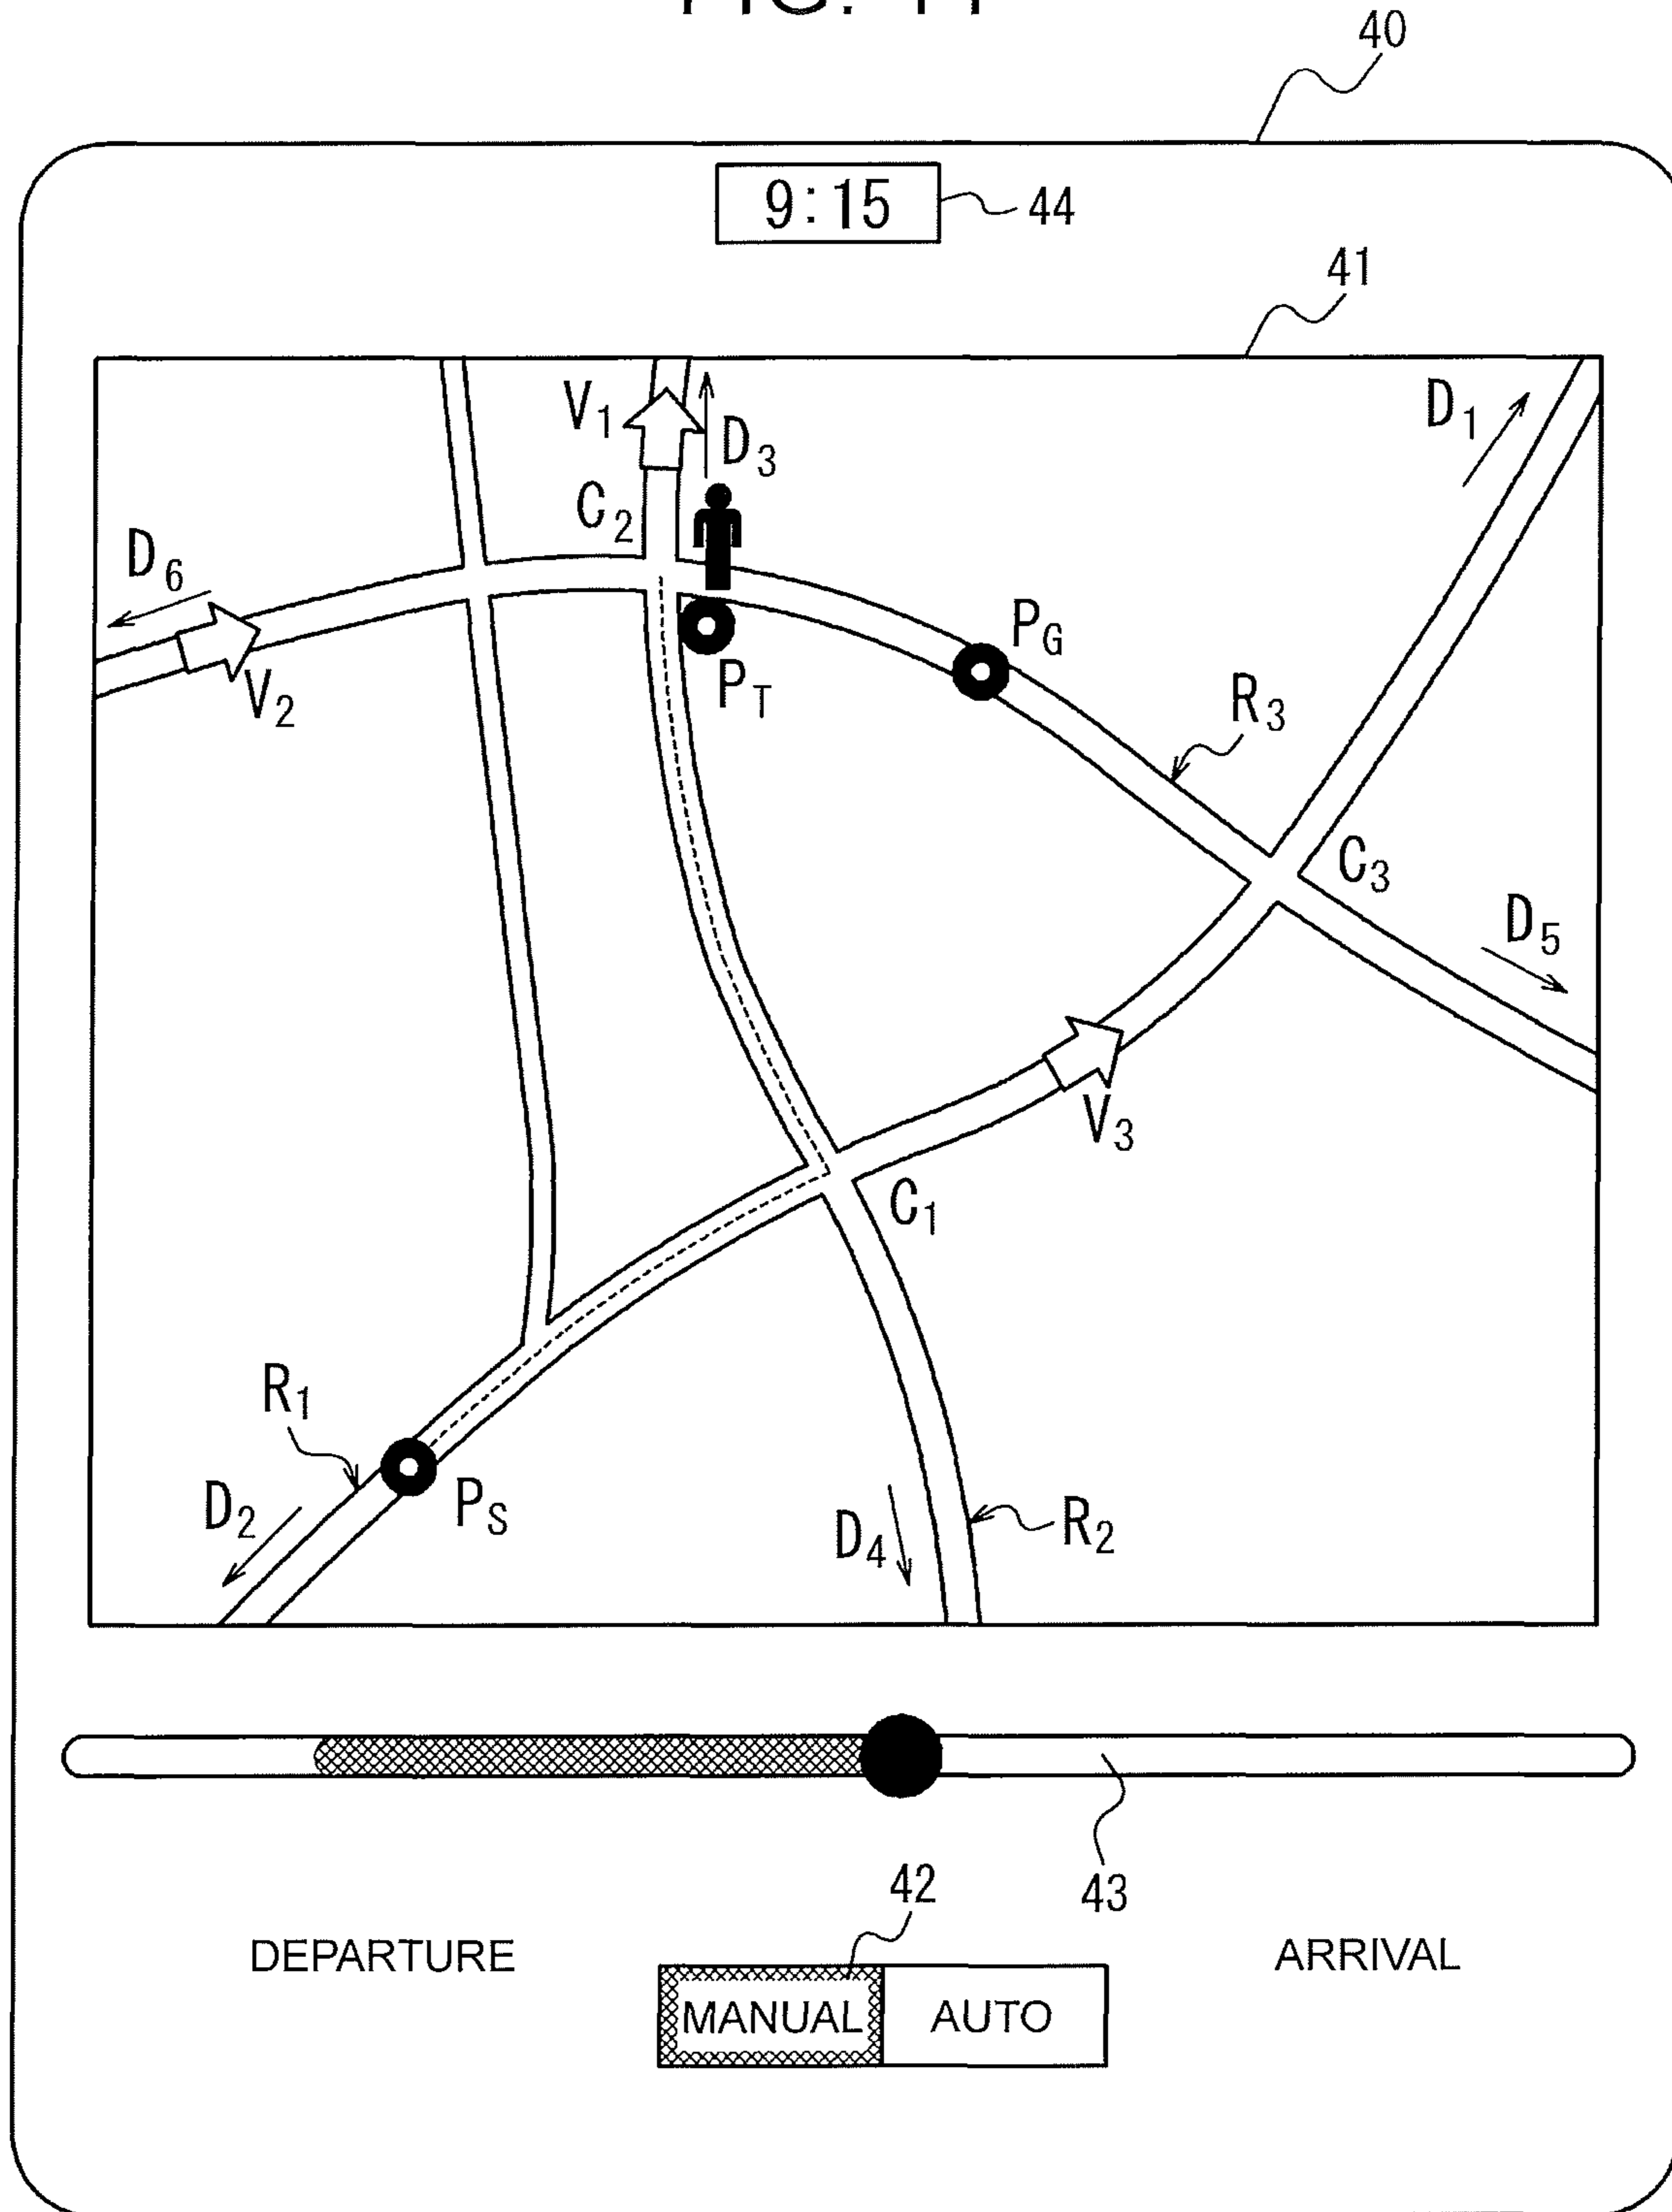 40
9:15
44
41
V1
D3
D1
C2
D6
PG
V2
PT
R3
C3
D5
V3
C1
R1
D2
PS
D4
R2
43
42
DEPARTURE
ARRIVAL
MANUAL
AUTO